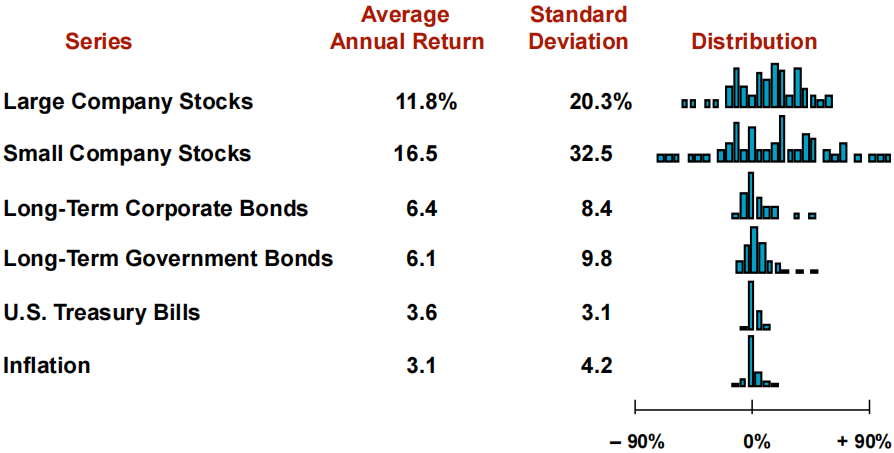 Average Standard
Series Annual Return Deviation Distribution
Large Company Stocks 11.8% 20.3%
Small Company Stocks 16.5 32.5
Long-Term Corporate Bonds 6.4 8.4
Long-Term Government Bonds 6.1 9.8
U.S. Treasury Bills 3.6 3.1
Inflation 3.1 4.2
– 90% 0% + 90%